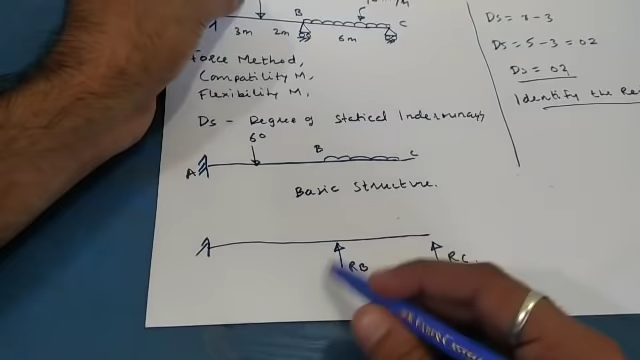 B
C
3m 2m 6m
Force Method,
Compatibility M,
Flexibility M,
Ds - Degree of Statical Indeterminacy
60
A B C
Basic Structure.
RB RC
Ds = r - 3
Ds = 5 - 3 = 02
Ds = 02
Identify the